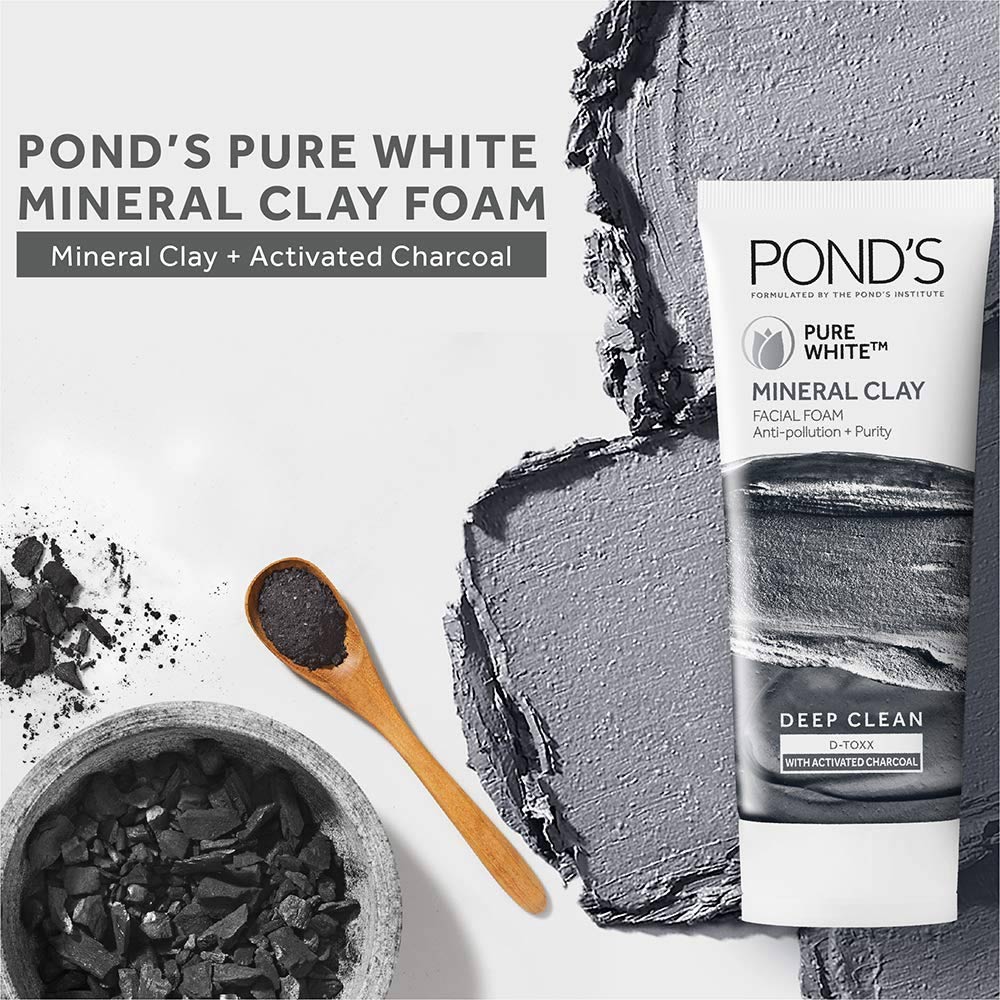 POND'S PURE WHITE
MINERAL CLAY FOAM
Mineral Clay + Activated Charcoal
POND'S
FORMULATED BY THE POND'S INSTITUTE
PURE
WHITE™
MINERAL CLAY
FACIAL FOAM
Anti-pollution + Purity
DEEP CLEAN
D-TOXX
WITH ACTIVATED CHARCOAL